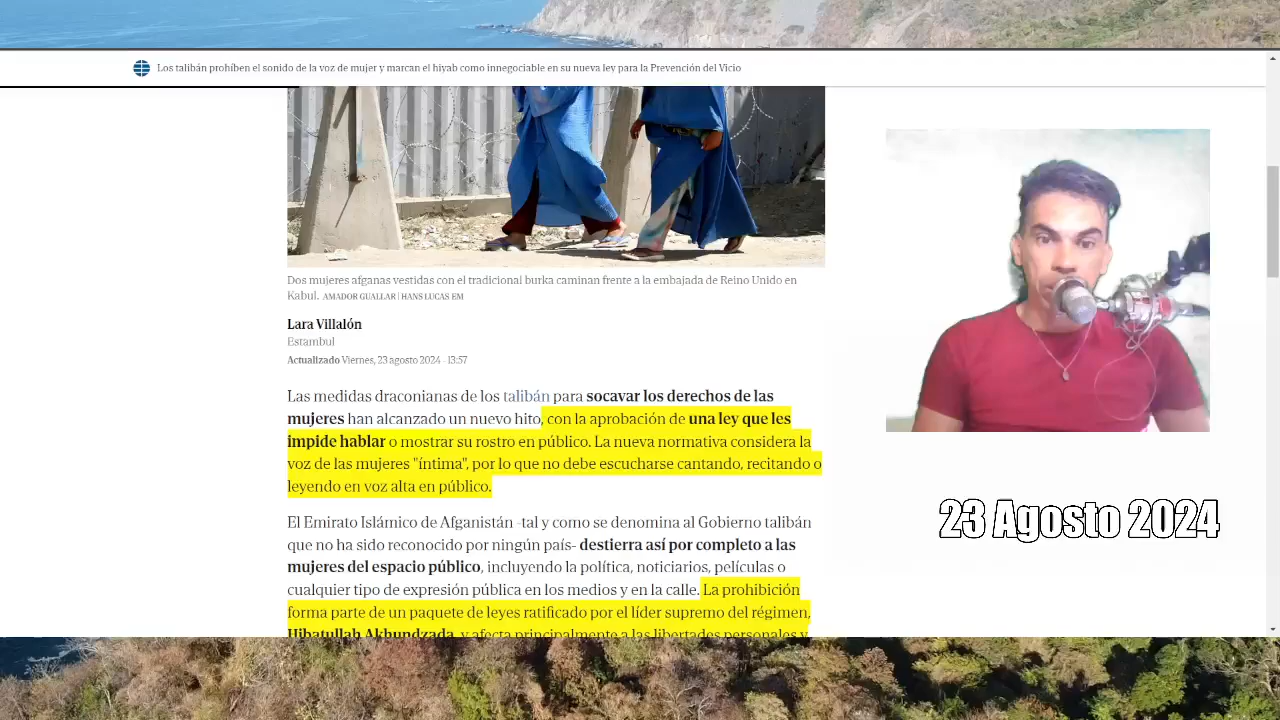 Los talibán prohíben el sonido de la voz de mujer y marcan el hiyab como innegociable en su nueva ley para la Prevención del Vicio
Dos mujeres afganas vestidas con el tradicional burka caminan frente a la embajada de Reino Unido en
Kabul. AMADOR GUALLAR | HANS LUCAS EM
Lara Villalón
Estambul
Actualizado Viernes, 23 agosto 2024 - 13:57
Las medidas draconianas de los talibán para socavar los derechos de las
mujeres han alcanzado un nuevo hito, con la aprobación de una ley que les
impide hablar o mostrar su rostro en público. La nueva normativa considera la
voz de las mujeres "íntima", por lo que no debe escucharse cantando, recitando o
leyendo en voz alta en público.
El Emirato Islámico de Afganistán -tal y como se denomina al Gobierno talibán
que no ha sido reconocido por ningún país- destierra así por completo a las
mujeres del espacio público, incluyendo la política, noticiarios, películas o
cualquier tipo de expresión pública en los medios y en la calle. La prohibición
forma parte de un paquete de leyes ratificado por el líder supremo del régimen,
Hibatullah Akhundzada, y afecta principalmente a las libertades personales y
23 Agosto 2024